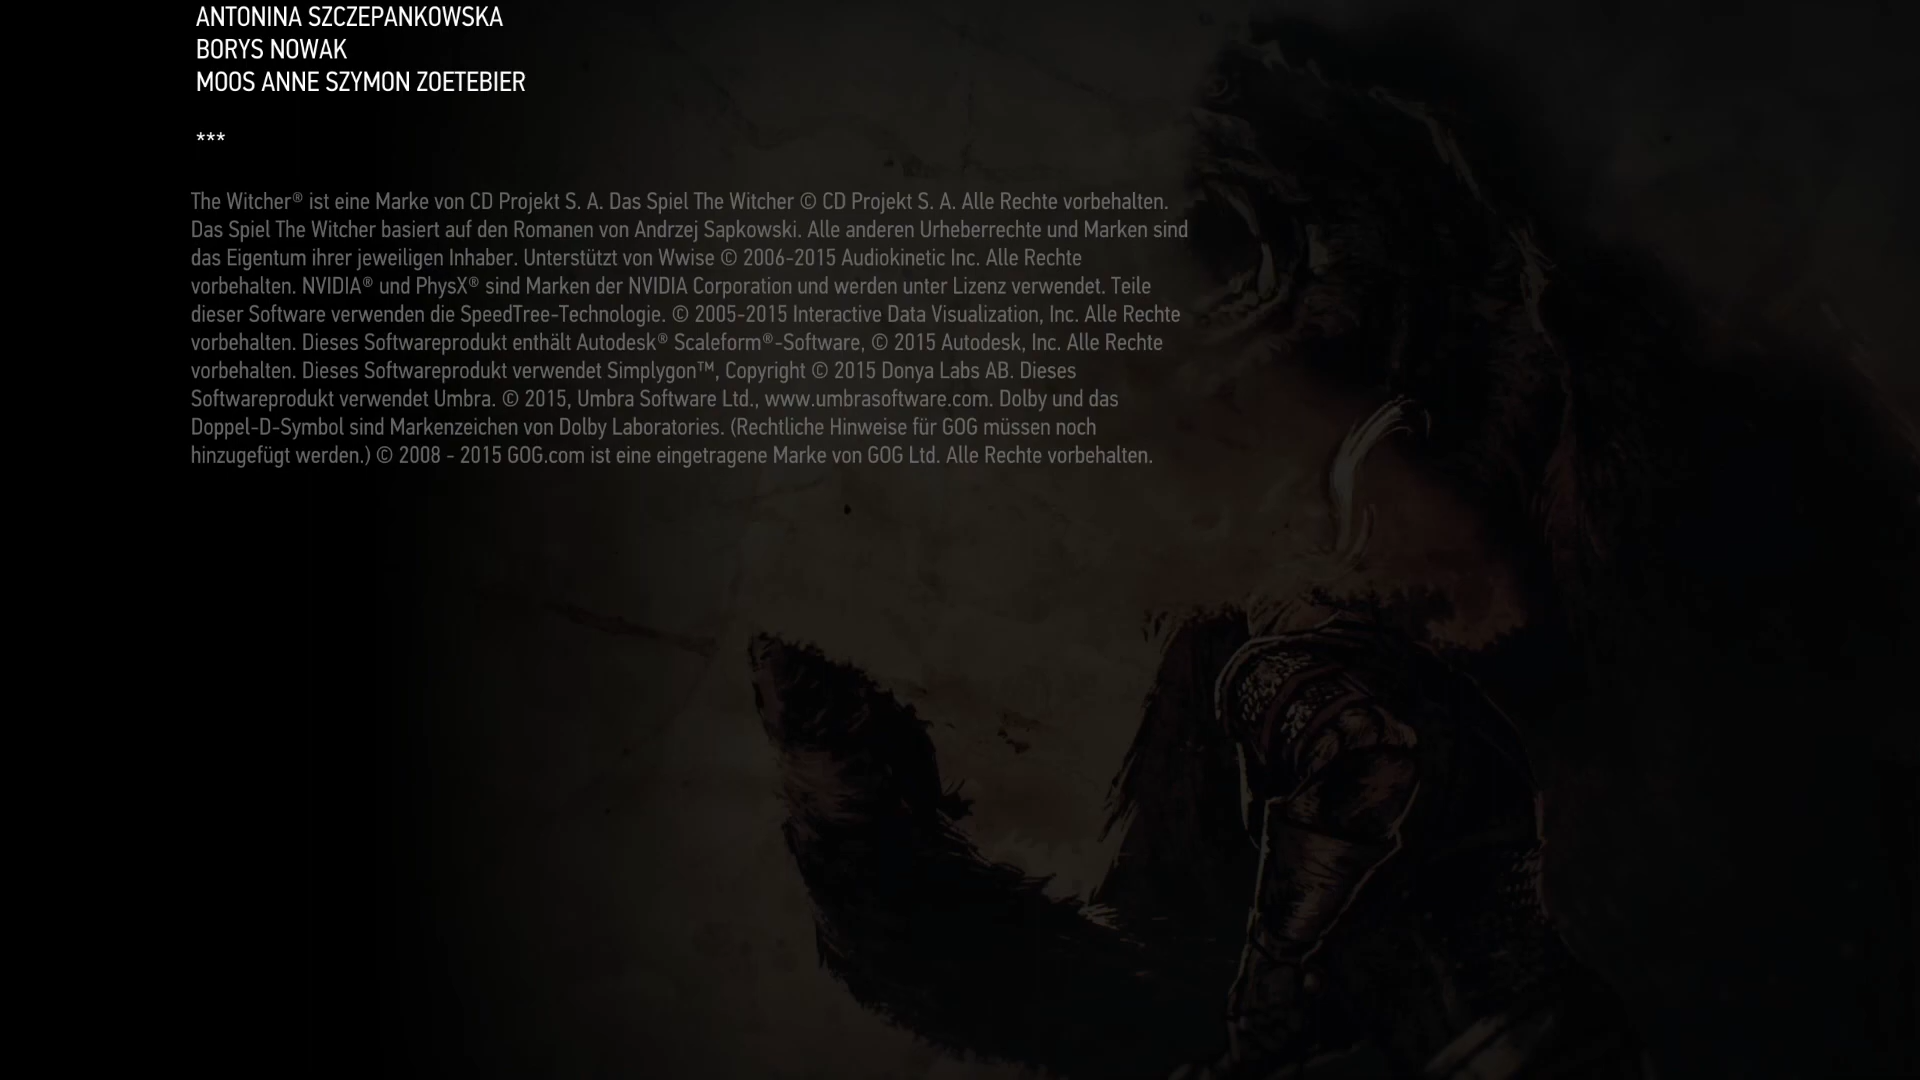 ANTONINA SZCZEPANKOWSKA
BORYS NOWAK
MOOS ANNE SZYMON ZOETEBIER
***
The Witcher® ist eine Marke von CD Projekt S. A. Das Spiel The Witcher © CD Projekt S. A. Alle Rechte vorbehalten.
Das Spiel The Witcher basiert auf den Romanen von Andrzej Sapkowski. Alle anderen Urheberrechte und Marken sind
das Eigentum ihrer jeweiligen Inhaber. Unterstützt von Wwise © 2006-2015 Audiokinetic Inc. Alle Rechte
vorbehalten. NVIDIA® und PhysX® sind Marken der NVIDIA Corporation und werden unter Lizenz verwendet. Teile
dieser Software verwenden die SpeedTree-Technologie. © 2005-2015 Interactive Data Visualization, Inc. Alle Rechte
vorbehalten. Dieses Softwareprodukt enthält Autodesk® Scaleform®-Software, © 2015 Autodesk, Inc. Alle Rechte
vorbehalten. Dieses Softwareprodukt verwendet Simplygon™, Copyright © 2015 Donya Labs AB. Dieses
Softwareprodukt verwendet Umbra. © 2015, Umbra Software Ltd., www.umbrasoftware.com. Dolby und das
Doppel-D-Symbol sind Markenzeichen von Dolby Laboratories. (Rechtliche Hinweise für GOG müssen noch
hinzugefügt werden.) © 2008 - 2015 GOG.com ist eine eingetragene Marke von GOG Ltd. Alle Rechte vorbehalten.